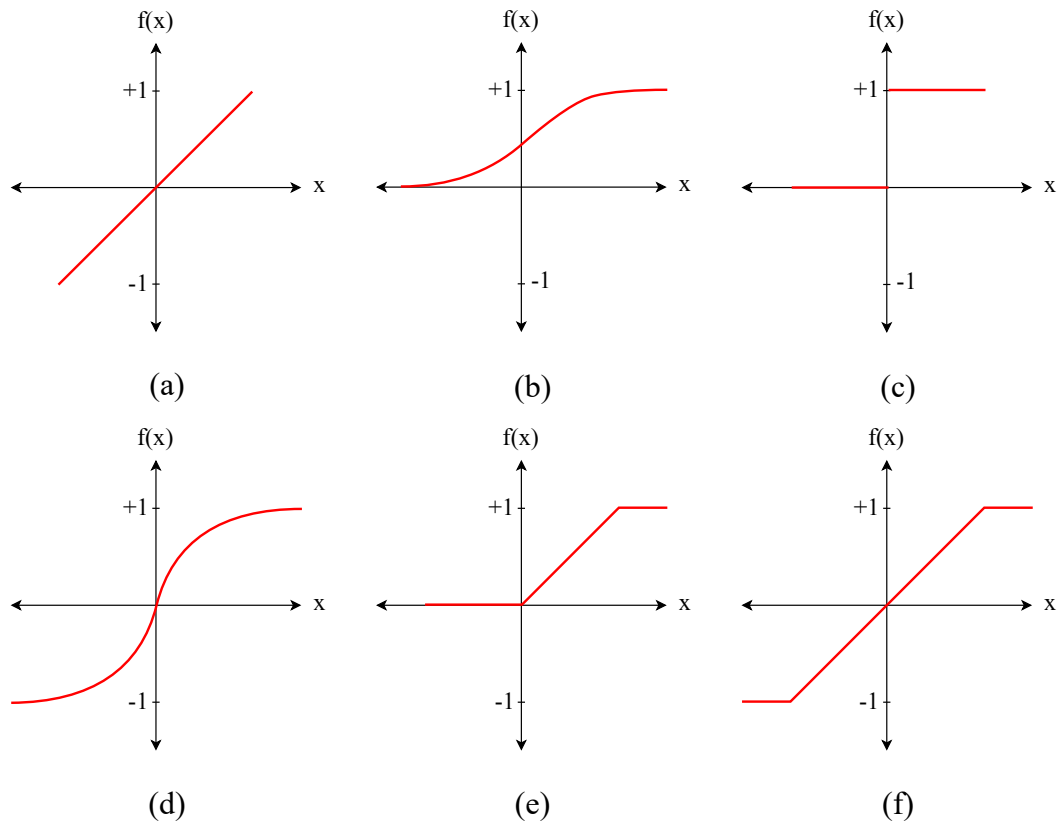 f(x) f(x) f(x)
+1 +1 +1
x x x
-1 -1 -1
(a) (b) (c)
f(x) f(x) f(x)
+1 +1 +1
x x x
-1 -1 -1
(d) (e) (f)